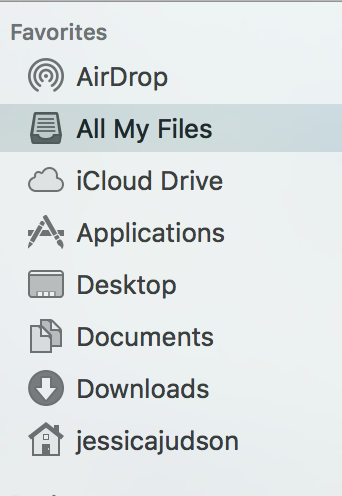 Favorites
AirDrop
All My Files
iCloud Drive
Applications
Desktop
Documents
Downloads
jessicajudson